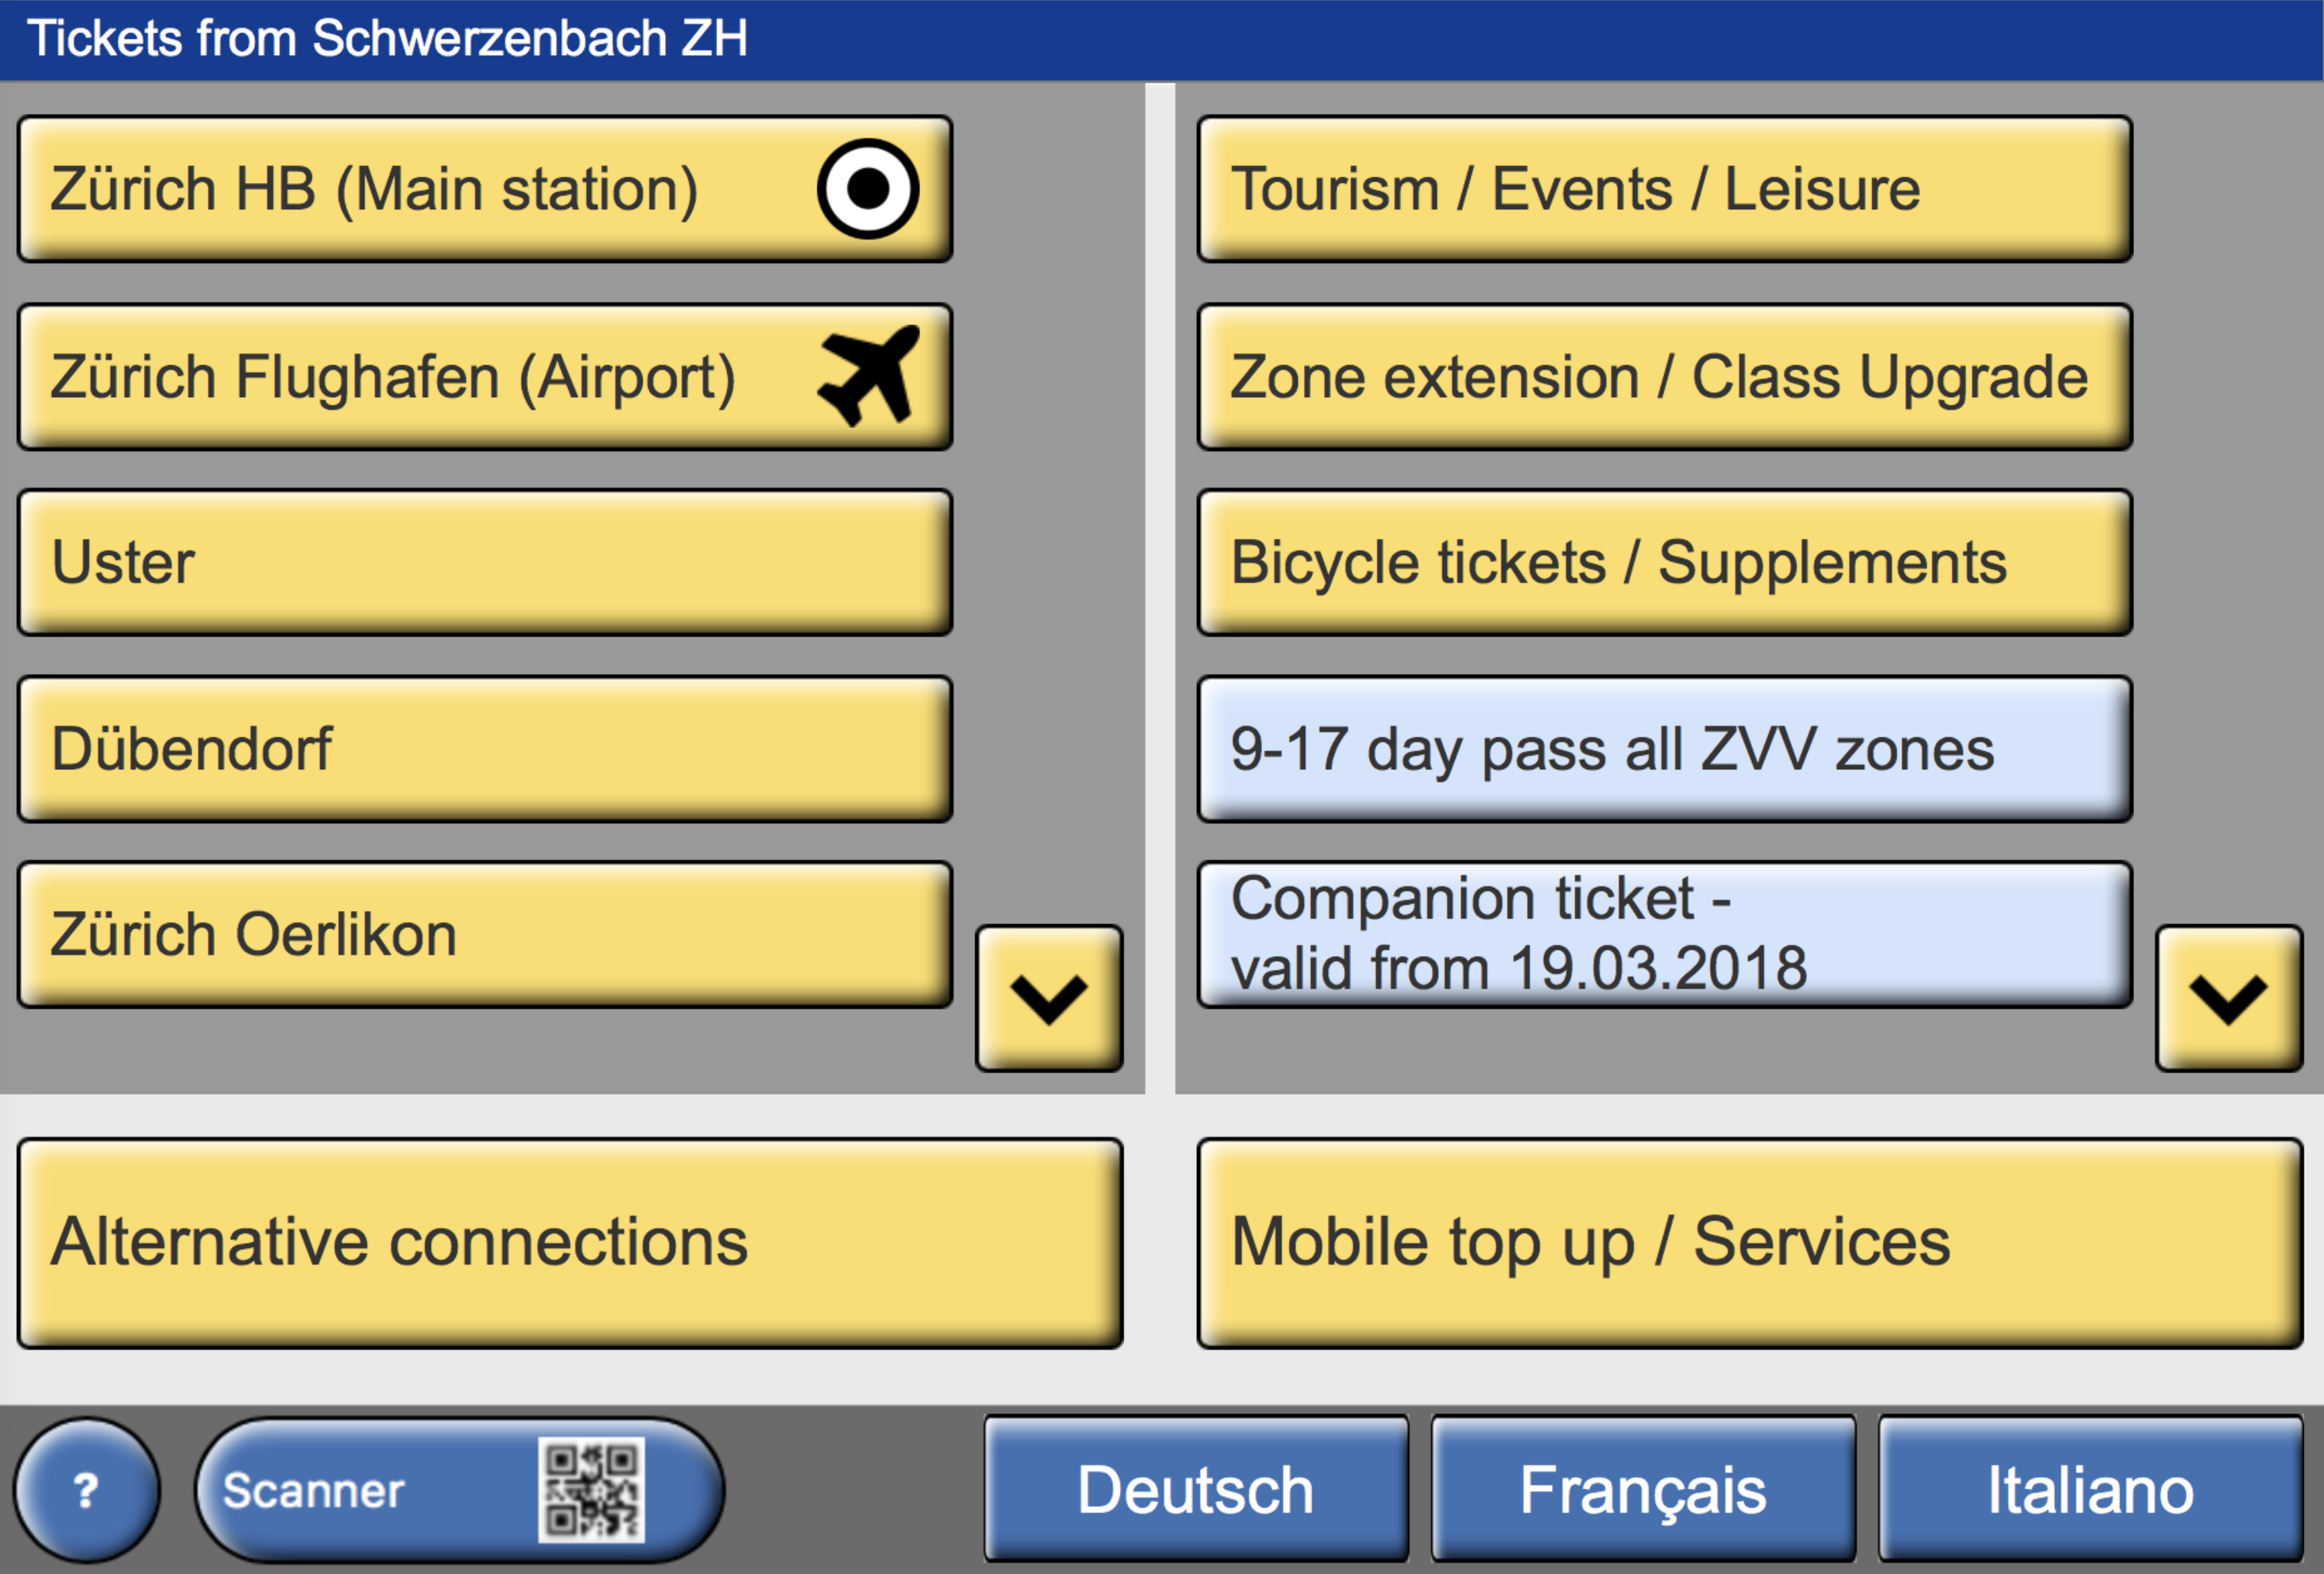 Tickets from Schwerzenbach ZH
Zürich HB (Main station)
Zürich Flughafen (Airport)
Uster
Dübendorf
Zürich Oerlikon
Tourism / Events / Leisure
Zone extension / Class Upgrade
Bicycle tickets / Supplements
9-17 day pass all ZVV zones
Companion ticket -
valid from 19.03.2018
Alternative connections
Mobile top up / Services
?
Scanner
Deutsch
Français
Italiano